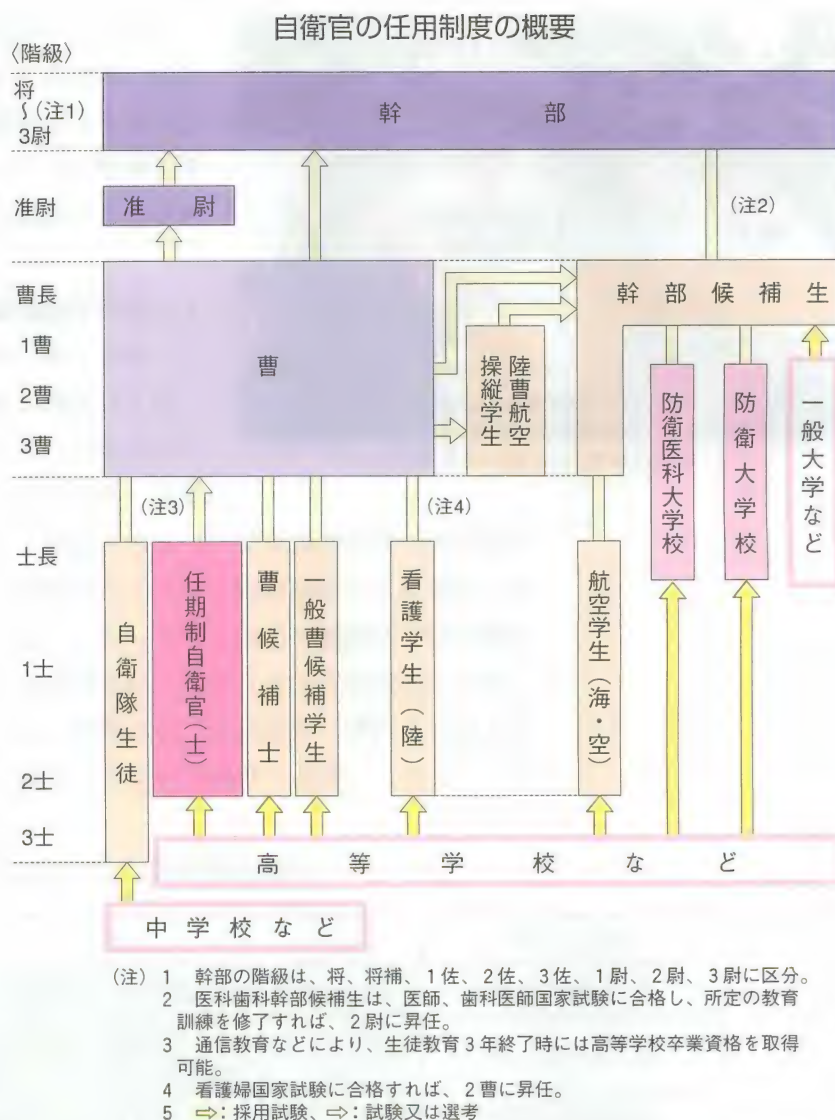 自衛官の任用制度の概要
〈階級〉
将
〜(注1)
3尉
幹部
准尉
准尉
(注2)
曹長
1曹
2曹
3曹
曹
陸曹航空
操縦学生
幹部候補生
防衛医科大学校
防衛大学校
一般大学など
(注3)
(注4)
士長
1士
2士
3士
自衛隊生徒
任期制自衛官(士)
曹候補士
一般曹候補学生
看護学生(陸)
航空学生(海・空)
高等学校など
中学校など
(注) 1 幹部の階級は、将、将補、1佐、2佐、3佐、1尉、2尉、3尉に区分。
2 医科歯科幹部候補生は、医師、歯科医師国家試験に合格し、所定の教育
訓練を修了すれば、2尉に昇任。
3 通信教育などにより、生徒教育3年終了時には高等学校卒業資格を取得
可能。
4 看護婦国家試験に合格すれば、2曹に昇任。
5 ⇨:採用試験、⇨:試験又は選考